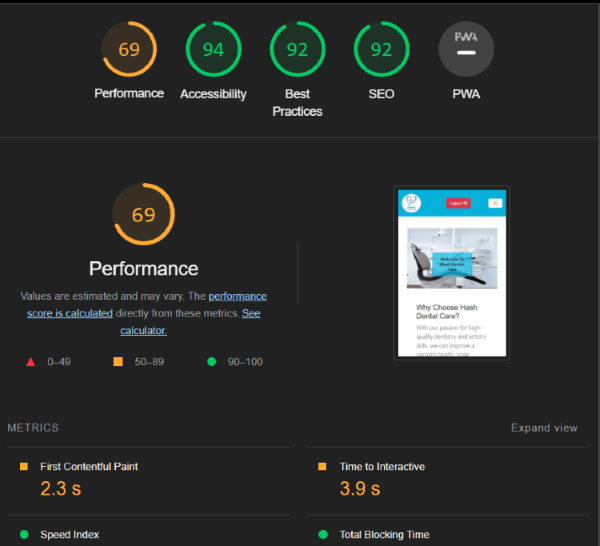 69
94
92
92
PWA
Performance
Accessibility
Best
Practices
SEO
PWA
69
Performance
Values are estimated and may vary. The performance
score is calculated directly from these metrics. See
calculator.
0–49
50–89
90–100
Logout
Welcome To
Hash Dental
Care
Why Choose Hash
Dental Care?
With our passion for high-
quality dentistry and artistry
skills, we can improve a
persons health, smile
METRICS
Expand view
First Contentful Paint
2.3 s
Time to Interactive
3.9 s
Speed Index
Total Blocking Time